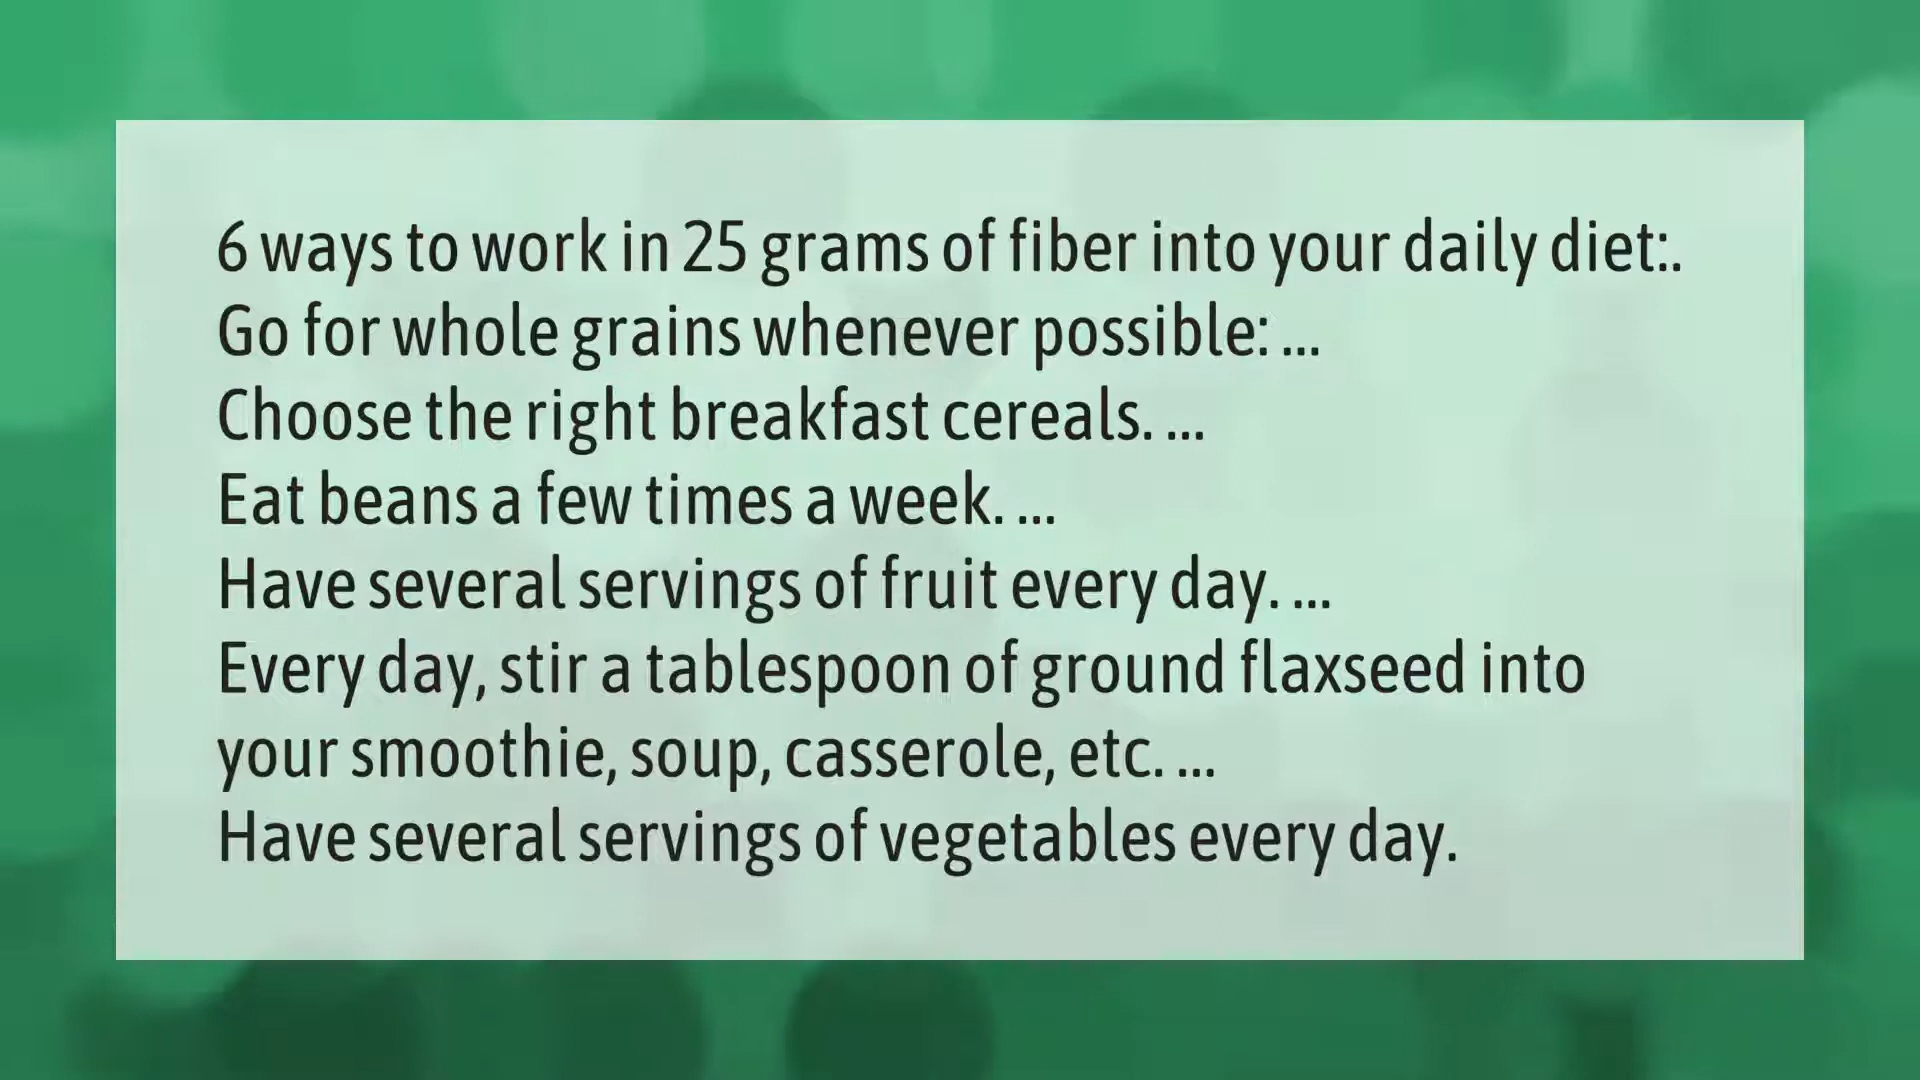 6 ways to work in 25 grams of fiber into your daily diet:.
Go for whole grains whenever possible: ...
Choose the right breakfast cereals. ...
Eat beans a few times a week. ...
Have several servings of fruit every day. ...
Every day, stir a tablespoon of ground flaxseed into
your smoothie, soup, casserole, etc. ...
Have several servings of vegetables every day.